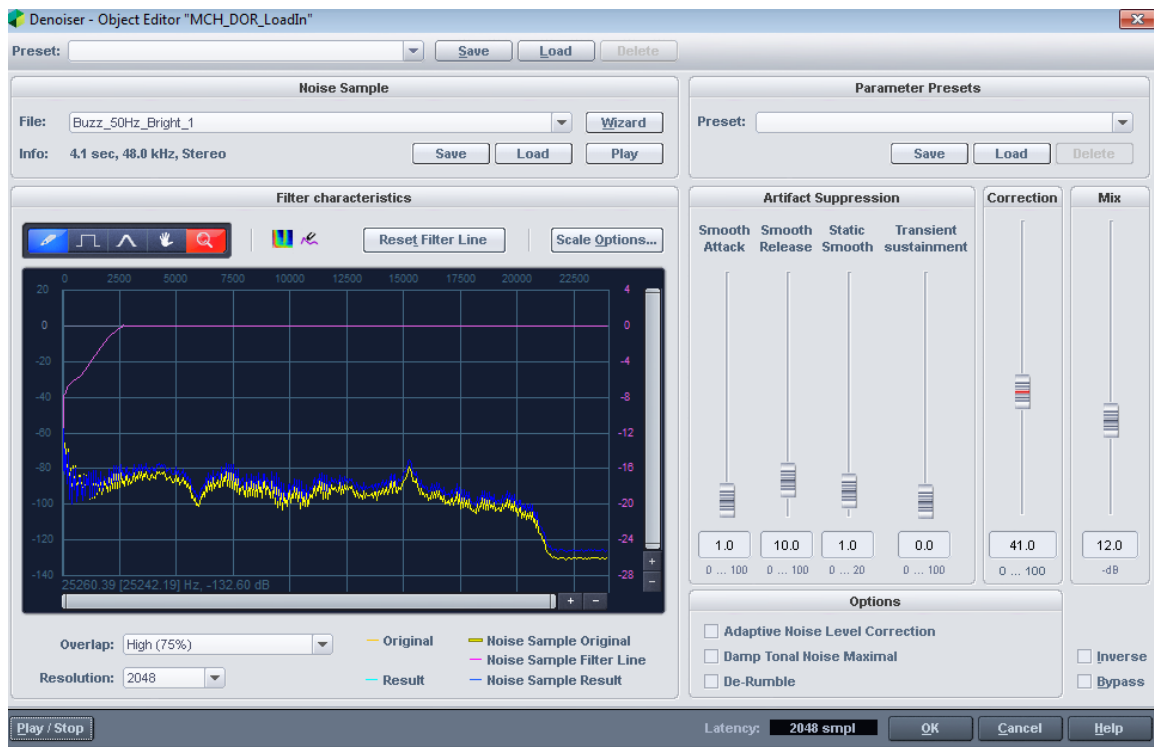 Denoiser - Object Editor "MCH_DOR_LoadIn"
Preset: Save Load Delete
Noise Sample
File: Buzz_50Hz_Bright_1 Wizard
Info: 4.1 sec, 48.0 kHz, Stereo Save Load Play
Parameter Presets
Preset:
Save Load Delete
Filter characteristics
Reset Filter Line Scale Options...
0 2500 5000 7500 10000 12500 15000 17500 20000 22500
20 4
0 0
-20 -4
-40 -8
-60 -12
-80 -16
-100 -20
-120 -24
-140 -28
25260.39 [25242.19] Hz, -132.60 dB
+ -
+ -
Overlap: High (75%)
Resolution: 2048
Original Noise Sample Original
Noise Sample Filter Line
Result Noise Sample Result
Artifact Suppression
Smooth Attack Smooth Release Static Smooth Transient sustainment
1.0 10.0 1.0 0.0
0 ... 100 0 ... 100 0 ... 20 0 ... 100
Correction
41.0
0 ... 100
Mix
12.0
-dB
Options
Adaptive Noise Level Correction
Damp Tonal Noise Maximal
De-Rumble
Inverse
Bypass
Play / Stop Latency: 2048 smpl OK Cancel Help